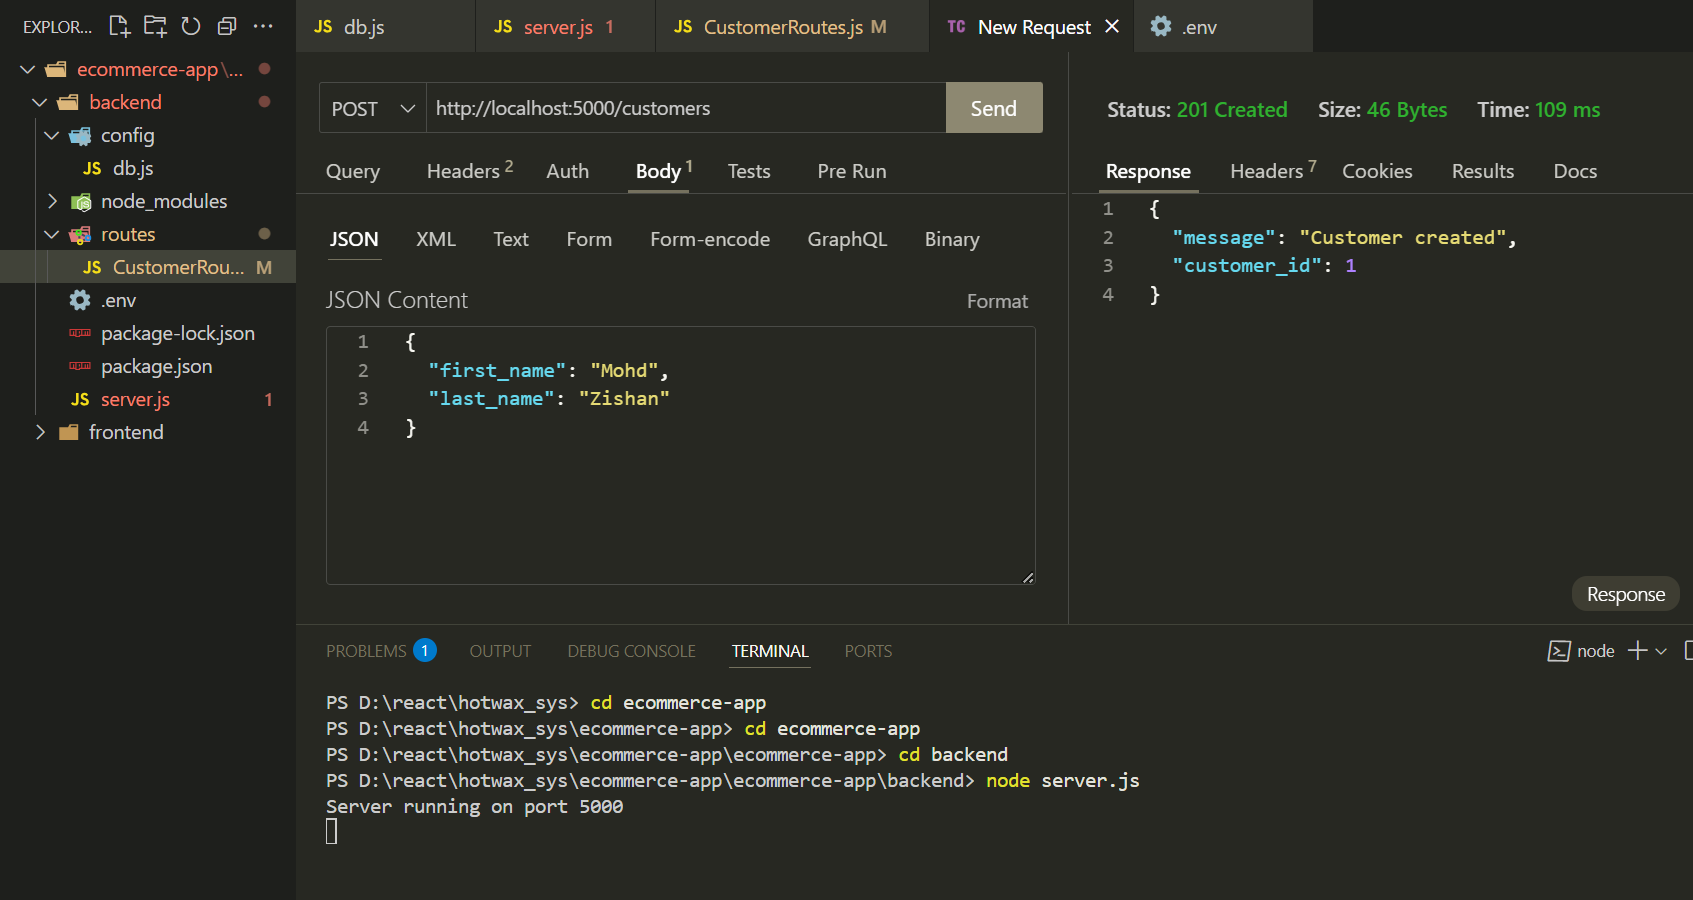 EXPLOR...
ecommerce-app\...
backend
config
JS db.js
node_modules
routes
JS CustomerRou... M
.env
package-lock.json
package.json
JS server.js 1
frontend
JS db.js
JS server.js 1
JS CustomerRoutes.js M
TC New Request
.env
POST http://localhost:5000/customers Send
Query Headers 2 Auth Body 1 Tests Pre Run
JSON XML Text Form Form-encode GraphQL Binary
JSON Content Format
1 {
2 "first_name": "Mohd",
3 "last_name": "Zishan"
4 }
Status: 201 Created Size: 46 Bytes Time: 109 ms
Response Headers 7 Cookies Results Docs
1 {
2 "message": "Customer created",
3 "customer_id": 1
4 }
Response
PROBLEMS 1 OUTPUT DEBUG CONSOLE TERMINAL PORTS node
PS D:\react\hotwax_sys> cd ecommerce-app
PS D:\react\hotwax_sys\ecommerce-app> cd ecommerce-app
PS D:\react\hotwax_sys\ecommerce-app\ecommerce-app> cd backend
PS D:\react\hotwax_sys\ecommerce-app\ecommerce-app\backend> node server.js
Server running on port 5000